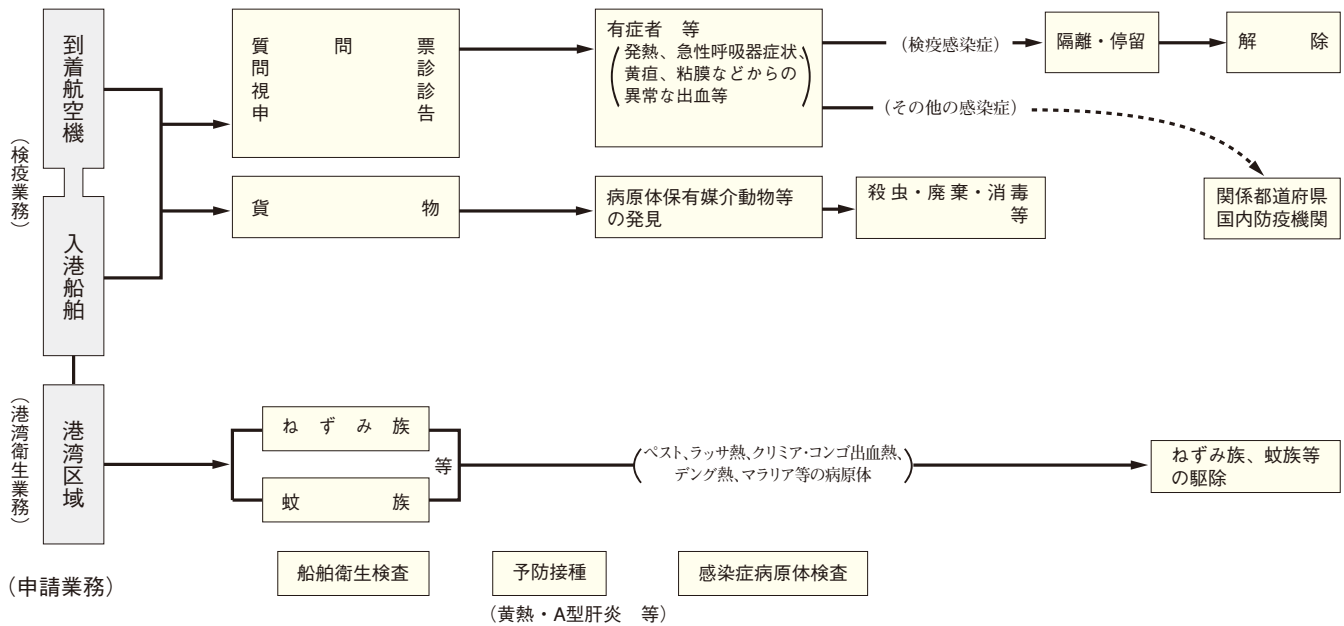 （検疫業務）
到着航空機
入港船舶
質問票
問診
視診
申告
有症者　等
（発熱、急性呼吸器症状、
黄疸、粘膜などからの
異常な出血等）
（検疫感染症）
隔離・停留
解除
（その他の感染症）
関係都道府県
国内防疫機関
貨物
病原体保有媒介動物等
の発見
殺虫・廃棄・消毒
等
（港湾衛生業務）
港湾区域
ねずみ族
蚊族
等
（ペスト、ラッサ熱、クリミア・コンゴ出血熱、
デング熱、マラリア等の病原体）
ねずみ族、蚊族等
の駆除
（申請業務）
船舶衛生検査
予防接種
（黄熱・A型肝炎　等）
感染症病原体検査